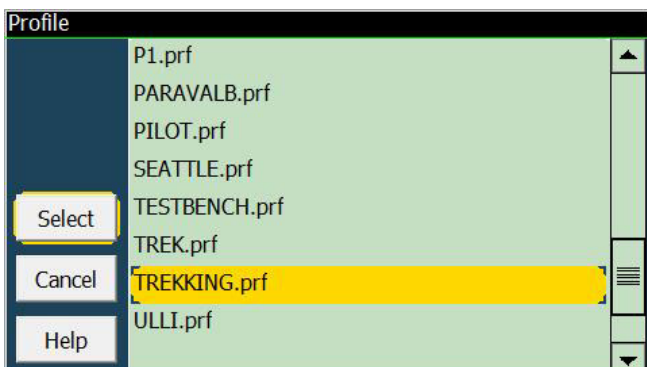 Profile
P1.prf
PARAVALB.prf
PILOT.prf
SEATTLE.prf
TESTBENCH.prf
TREK.prf
TREKKING.prf
ULLI.prf
Select
Cancel
Help